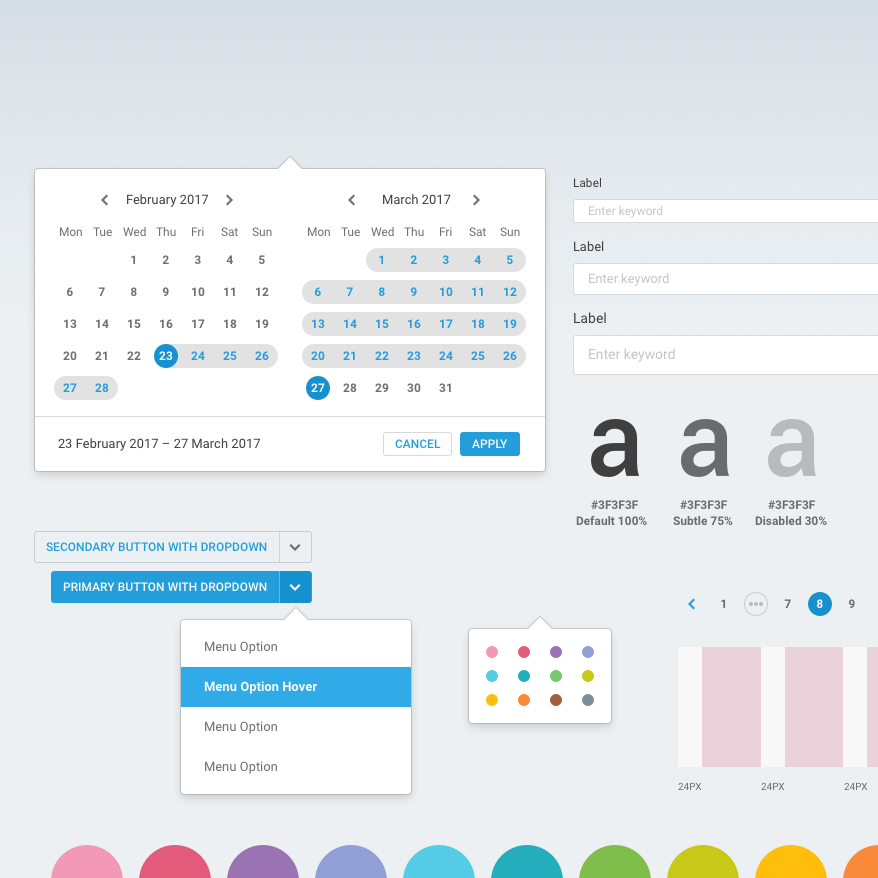 February 2017
Mon Tue Wed Thu Fri Sat Sun
1 2 3 4 5
6 7 8 9 10 11 12
13 14 15 16 17 18 19
20 21 22 23 24 25 26
27 28
March 2017
Mon Tue Wed Thu Fri Sat Sun
1 2 3 4 5
6 7 8 9 10 11 12
13 14 15 16 17 18 19
20 21 22 23 24 25 26
27 28 29 30 31
23 February 2017 – 27 March 2017
CANCEL
APPLY
Label
Enter keyword
Label
Enter keyword
Label
Enter keyword
a a a
#3F3F3F #3F3F3F #3F3F3F
Default 100% Subtle 75% Disabled 30%
SECONDARY BUTTON WITH DROPDOWN
PRIMARY BUTTON WITH DROPDOWN
Menu Option
Menu Option Hover
Menu Option
Menu Option
1 ••• 7 8 9
24PX 24PX 24PX